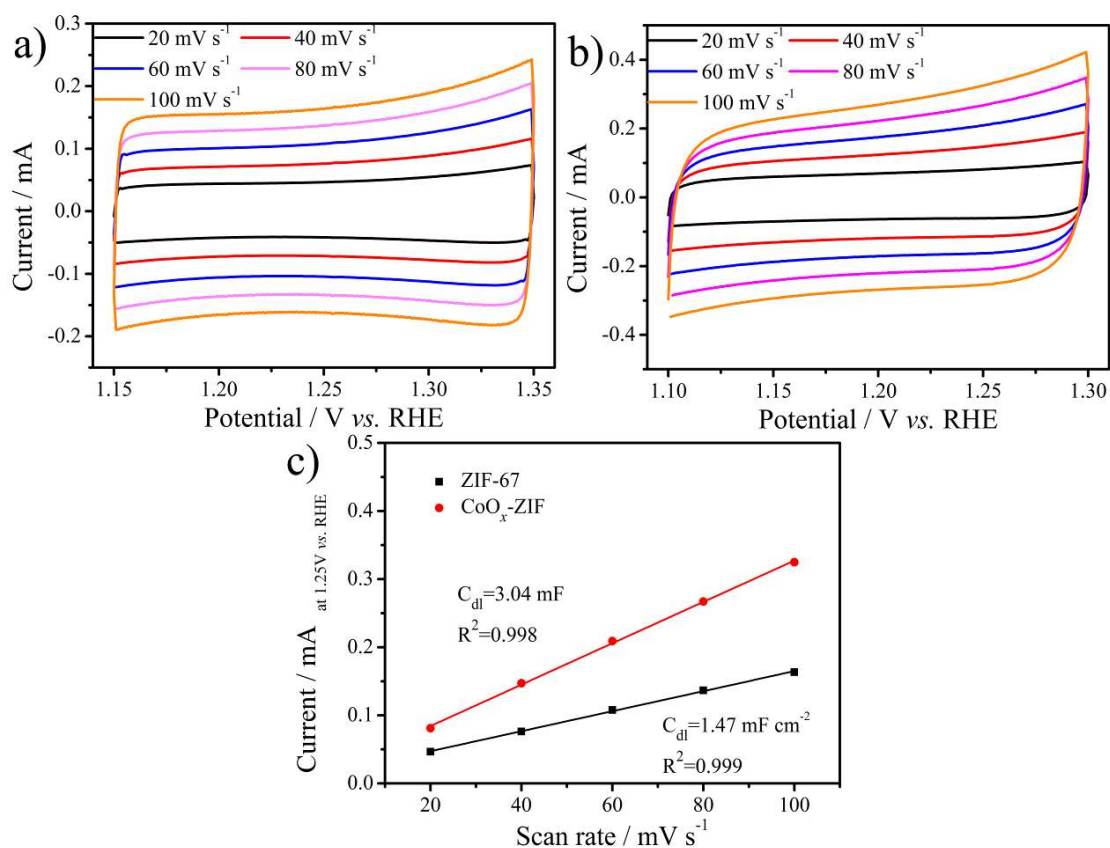 a)
20 mV s⁻¹ 40 mV s⁻¹
60 mV s⁻¹ 80 mV s⁻¹
100 mV s⁻¹
0.3
0.2
0.1
0.0
-0.1
-0.2
Current / mA
1.15 1.20 1.25 1.30 1.35
Potential / V vs. RHE
b)
20 mV s⁻¹ 40 mV s⁻¹
60 mV s⁻¹ 80 mV s⁻¹
100 mV s⁻¹
0.4
0.2
0.0
-0.2
-0.4
Current / mA
1.10 1.15 1.20 1.25 1.30
Potential / V vs. RHE
c)
ZIF-67
CoOₓ-ZIF
0.5
0.4
0.3
0.2
0.1
0.0
Current / mA at 1.25V vs. RHE
C_dl=3.04 mF
R²=0.998
C_dl=1.47 mF cm⁻²
R²=0.999
20 40 60 80 100
Scan rate / mV s⁻¹